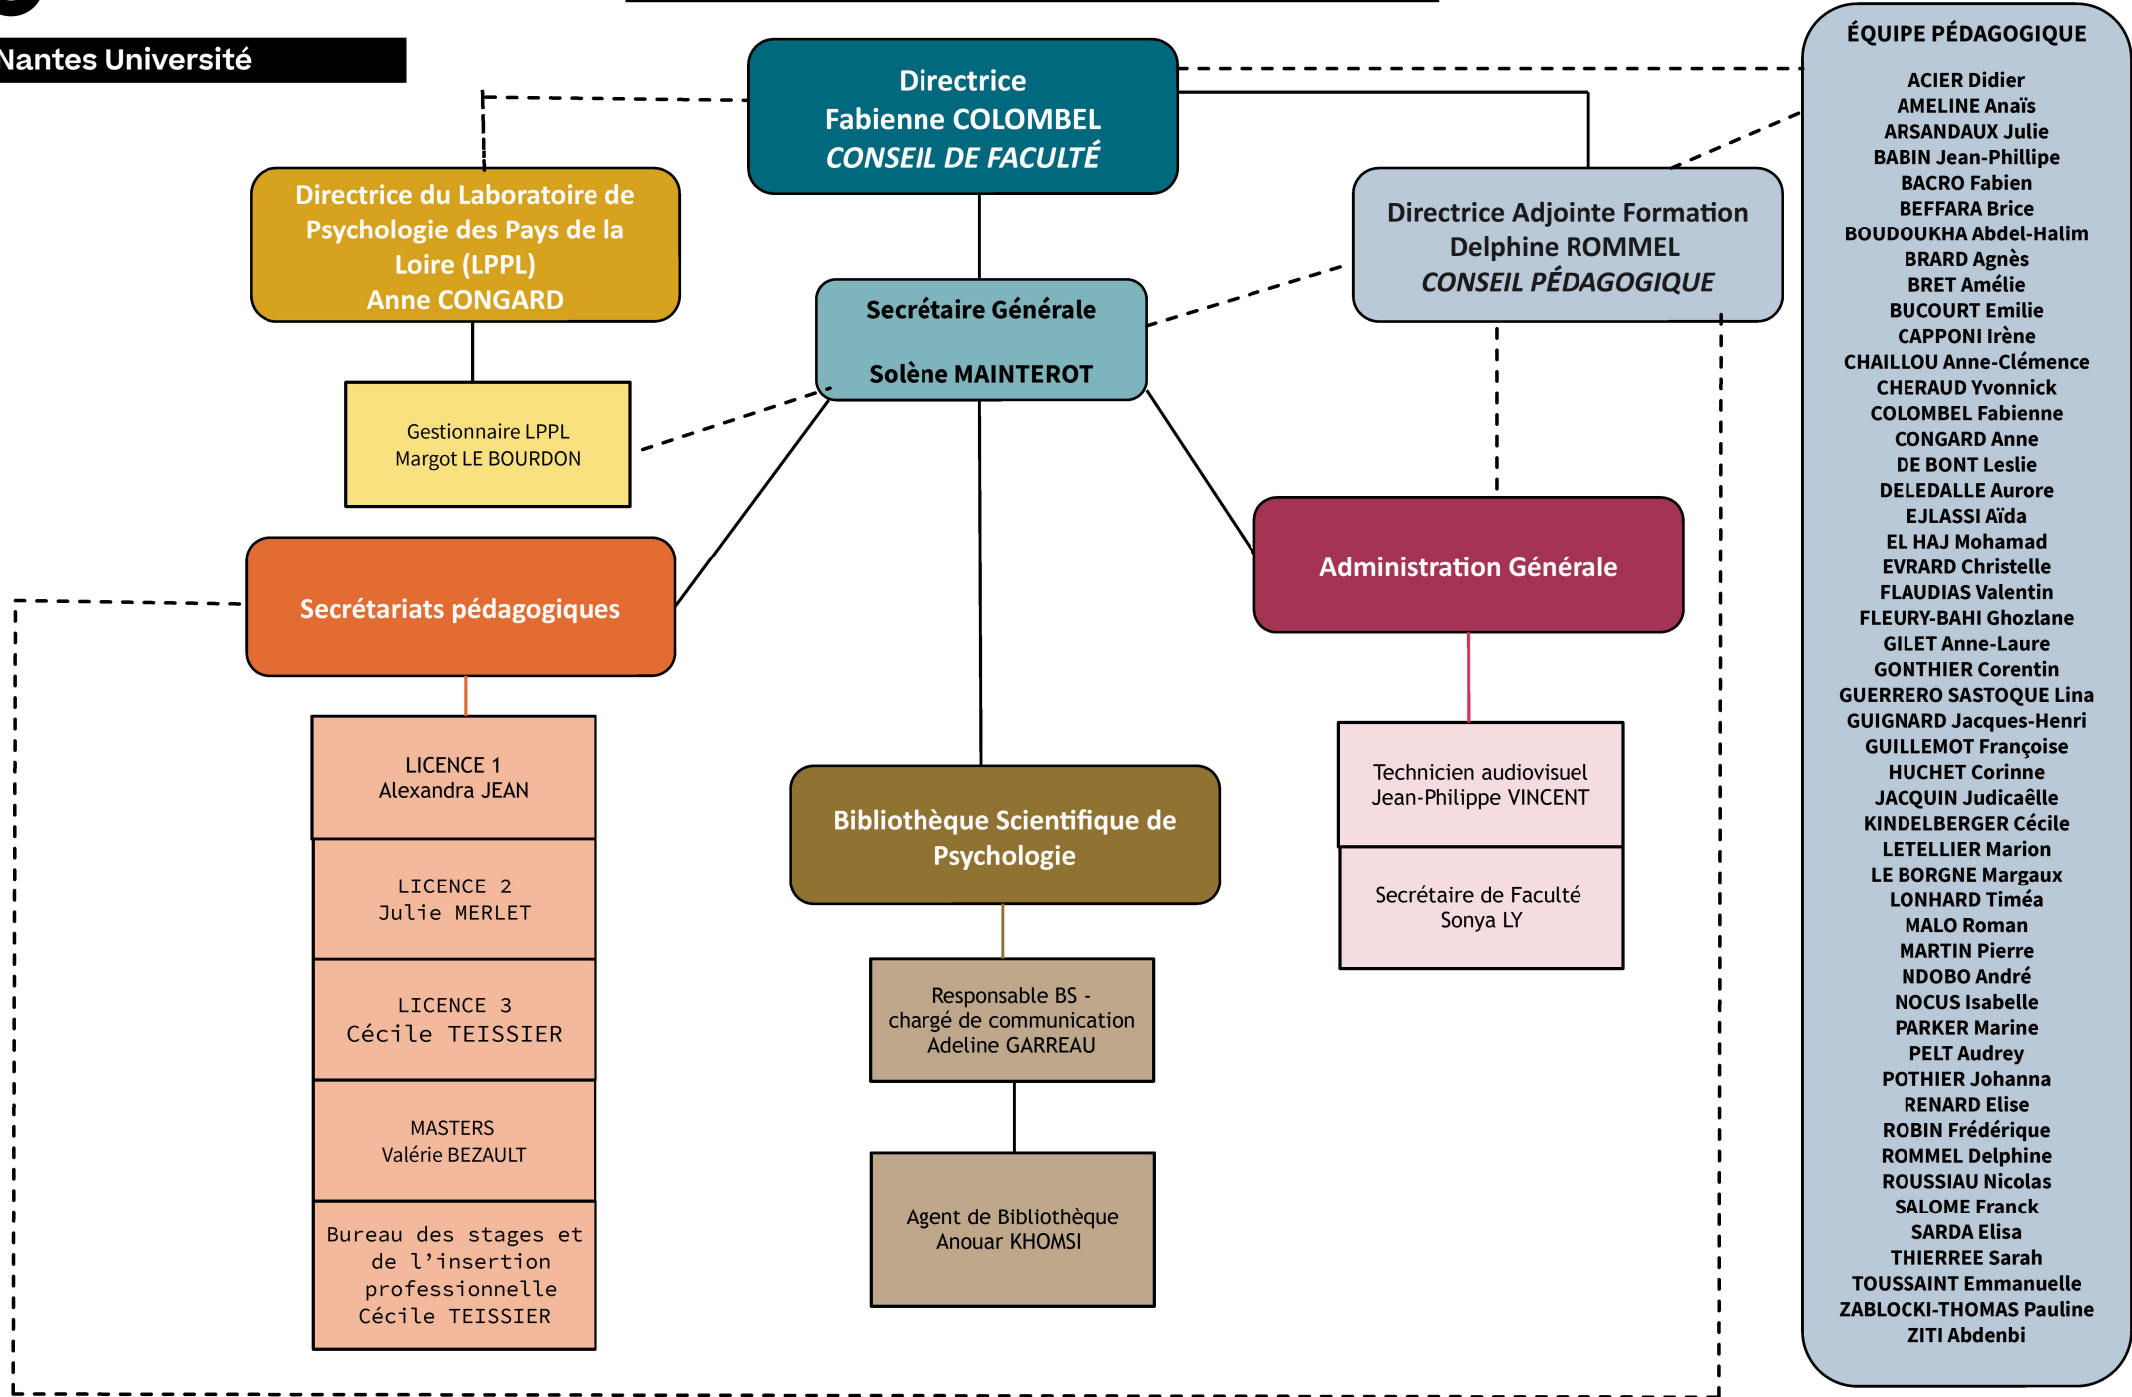 Nantes Université
Directrice
Fabienne COLOMBEL
CONSEIL DE FACULTÉ
Directrice du Laboratoire de
Psychologie des Pays de la
Loire (LPPL)
Anne CONGARD
Directrice Adjointe Formation
Delphine ROMMEL
CONSEIL PÉDAGOGIQUE
Secrétaire Générale
Solène MAINTEROT
Gestionnaire LPPL
Margot LE BOURDON
Secrétariats pédagogiques
Administration Générale
LICENCE 1
Alexandra JEAN
LICENCE 2
Julie MERLET
LICENCE 3
Cécile TEISSIER
MASTERS
Valérie BEZAULT
Bureau des stages et
de l’insertion
professionnelle
Cécile TEISSIER
Bibliothèque Scientifique de
Psychologie
Responsable BS -
chargé de communication
Adeline GARREAU
Agent de Bibliothèque
Anouar KHOMSI
Technicien audiovisuel
Jean-Philippe VINCENT
Secrétaire de Faculté
Sonya LY
ÉQUIPE PÉDAGOGIQUE
ACIER Didier
AMELINE Anaïs
ARSANDAUX Julie
BABIN Jean-Phillipe
BACRO Fabien
BEFFARA Brice
BOUDOUKHA Abdel-Halim
BRARD Agnès
BRET Amélie
BUCOURT Emilie
CAPPONI Irène
CHAILLOU Anne-Clémence
CHERAUD Yvonnick
COLOMBEL Fabienne
CONGARD Anne
DE BONT Leslie
DELEDALLE Aurore
EJLASSI Aïda
EL HAJ Mohamad
EVRARD Christelle
FLAUDIAS Valentin
FLEURY-BAHI Ghozlane
GILET Anne-Laure
GONTHIER Corentin
GUERRERO SASTOQUE Lina
GUIGNARD Jacques-Henri
GUILLEMOT Françoise
HUCHET Corinne
JACQUIN Judicaêlle
KINDELBERGER Cécile
LETELLIER Marion
LE BORGNE Margaux
LONHARD Timéa
MALO Roman
MARTIN Pierre
NDOBO André
NOCUS Isabelle
PARKER Marine
PELT Audrey
POTHIER Johanna
RENARD Elise
ROBIN Frédérique
ROMMEL Delphine
ROUSSIAU Nicolas
SALOME Franck
SARDA Elisa
THIERREE Sarah
TOUSSAINT Emmanuelle
ZABLOCKI-THOMAS Pauline
ZITI Abdenbi